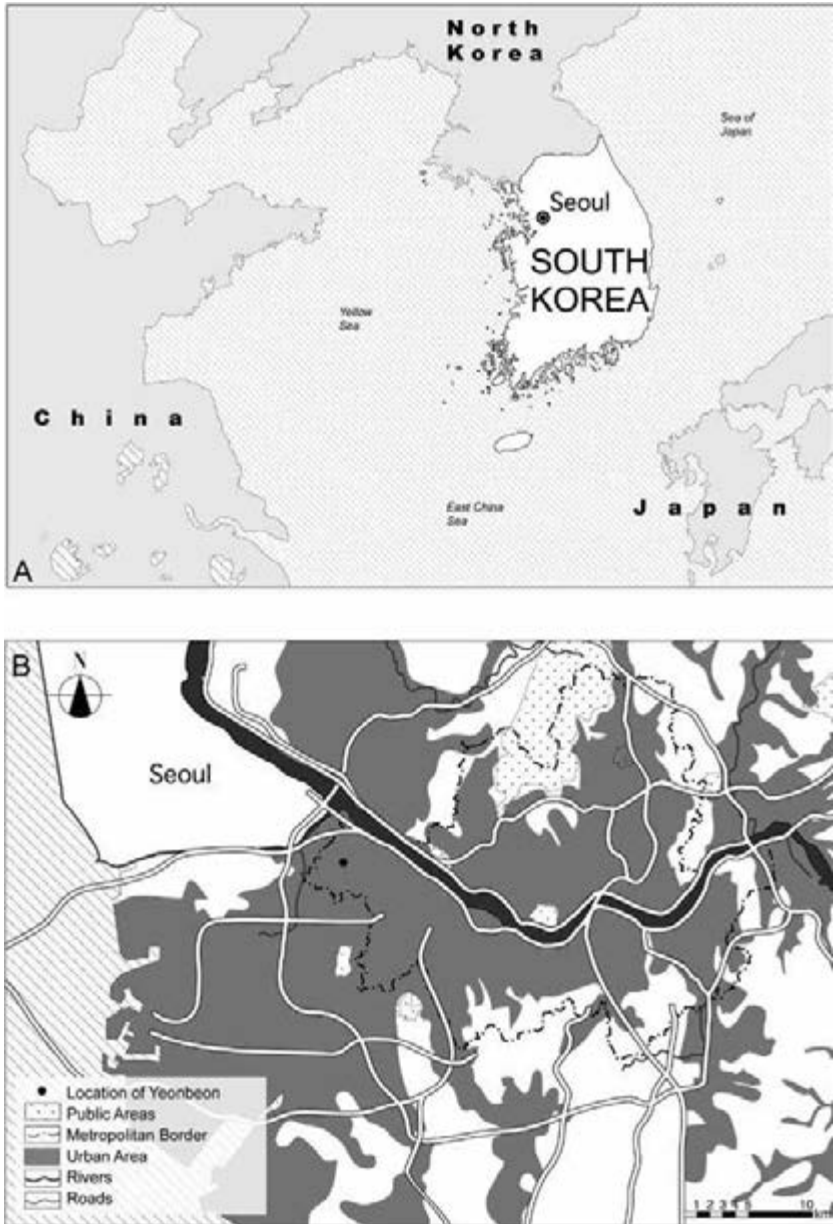 North
Korea
Sea of
Japan
Seoul
SOUTH
KOREA
Yellow
Sea
China
East China
Sea
Japan
A
B
N
Seoul
Location of Yeonbeon
Public Areas
Metropolitan Border
Urban Area
Rivers
Roads
1 2 3 4 5 10
km